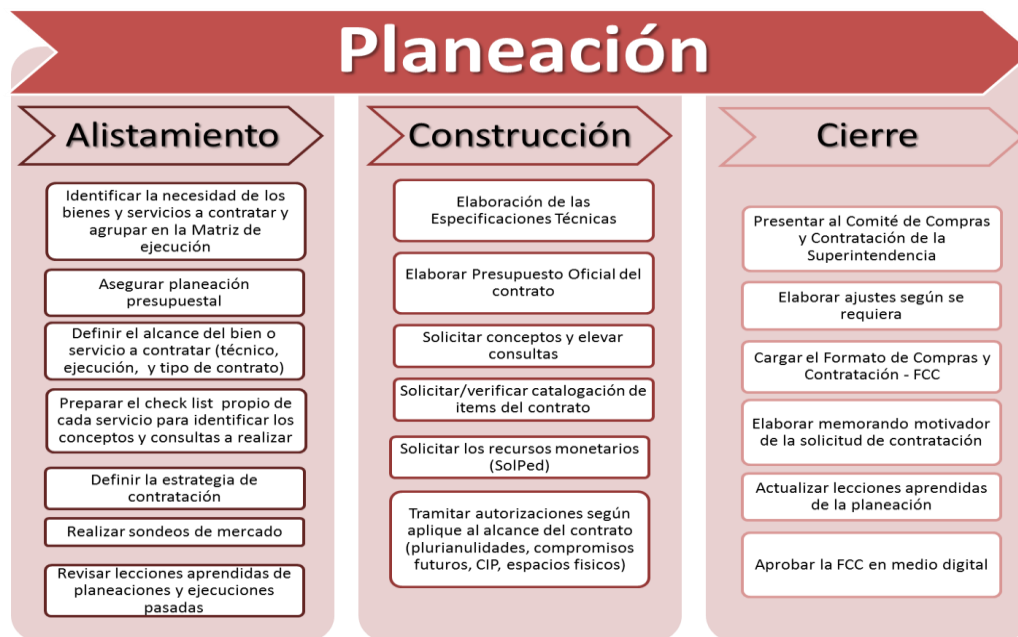 Planeación
Alistamiento
Identificar la necesidad de los
bienes y servicios a contratar y
agrupar en la Matriz de
ejecución
Asegurar planeación
presupuestal
Definir el alcance del bien o
servicio a contratar (técnico,
ejecución, y tipo de contrato)
Preparar el check list propio de
cada servicio para identificar los
conceptos y consultas a realizar
Definir la estrategia de
contratación
Realizar sondeos de mercado
Revisar lecciones aprendidas de
planeaciones y ejecuciones
pasadas
Construcción
Elaboración de las
Especificaciones Técnicas
Elaborar Presupuesto Oficial del
contrato
Solicitar conceptos y elevar
consultas
Solicitar/verificar catalogación de
items del contrato
Solicitar los recursos monetarios
(SolPed)
Tramitar autorizaciones según
aplique al alcance del contrato
(plurianulidades, compromisos
futuros, CIP, espacios fisicos)
Cierre
Presentar al Comité de Compras
y Contratación de la
Superintendencia
Elaborar ajustes según se
requiera
Cargar el Formato de Compras y
Contratación - FCC
Elaborar memorando motivador
de la solicitud de contratación
Actualizar lecciones aprendidas
de la planeación
Aprobar la FCC en medio digital